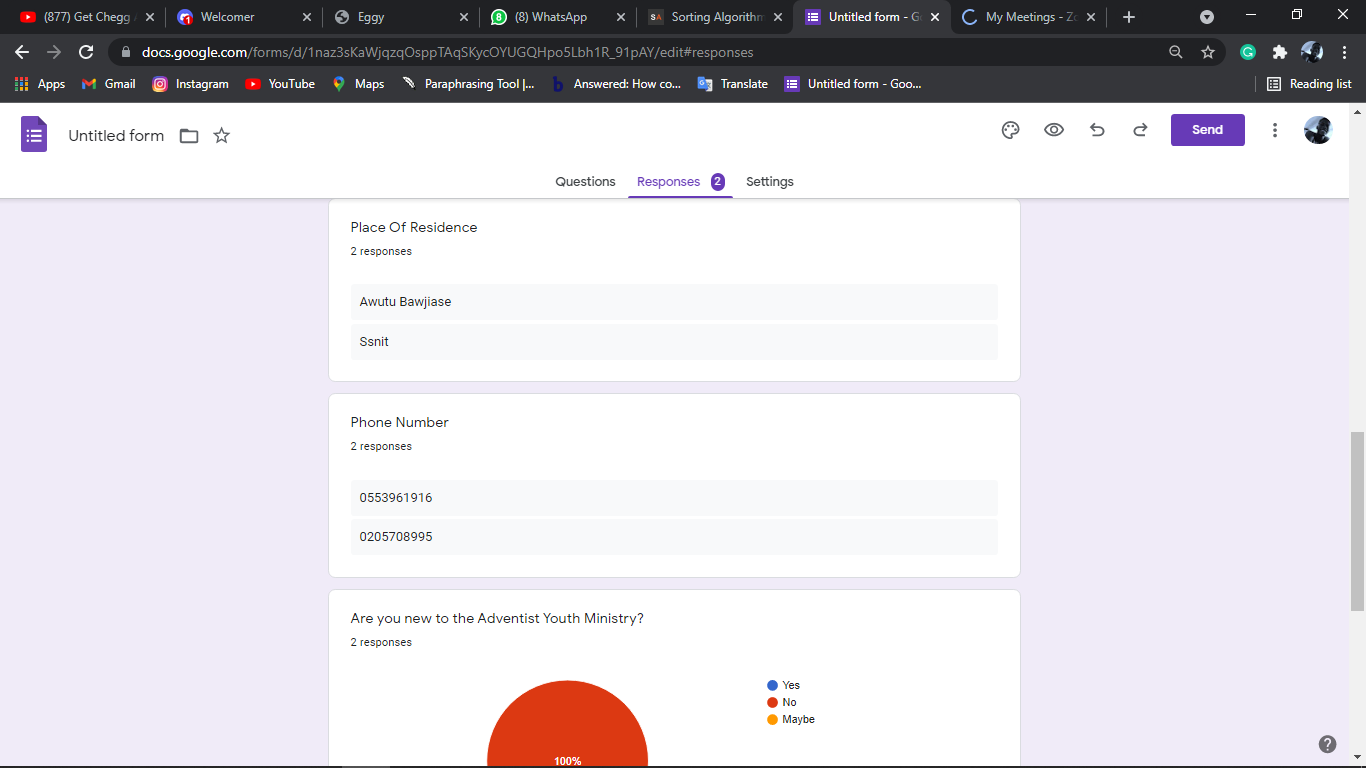 (877) Get Chegg
Welcomer
Eggy
(8) WhatsApp
Sorting Algorithm
Untitled form - G
My Meetings - Zo
docs.google.com/forms/d/1naz3sKaWjqzqOsppTAqSKycOYUGQHpo5Lbh1R_91pAY/edit#responses
Apps
Gmail
Instagram
YouTube
Maps
Paraphrasing Tool |...
Answered: How co...
Translate
Untitled form - Goo...
Reading list
Untitled form
Send
Questions
Responses 2
Settings
Place Of Residence
2 responses
Awutu Bawjiase
Ssnit
Phone Number
2 responses
0553961916
0205708995
Are you new to the Adventist Youth Ministry?
2 responses
Yes
No
Maybe
100%